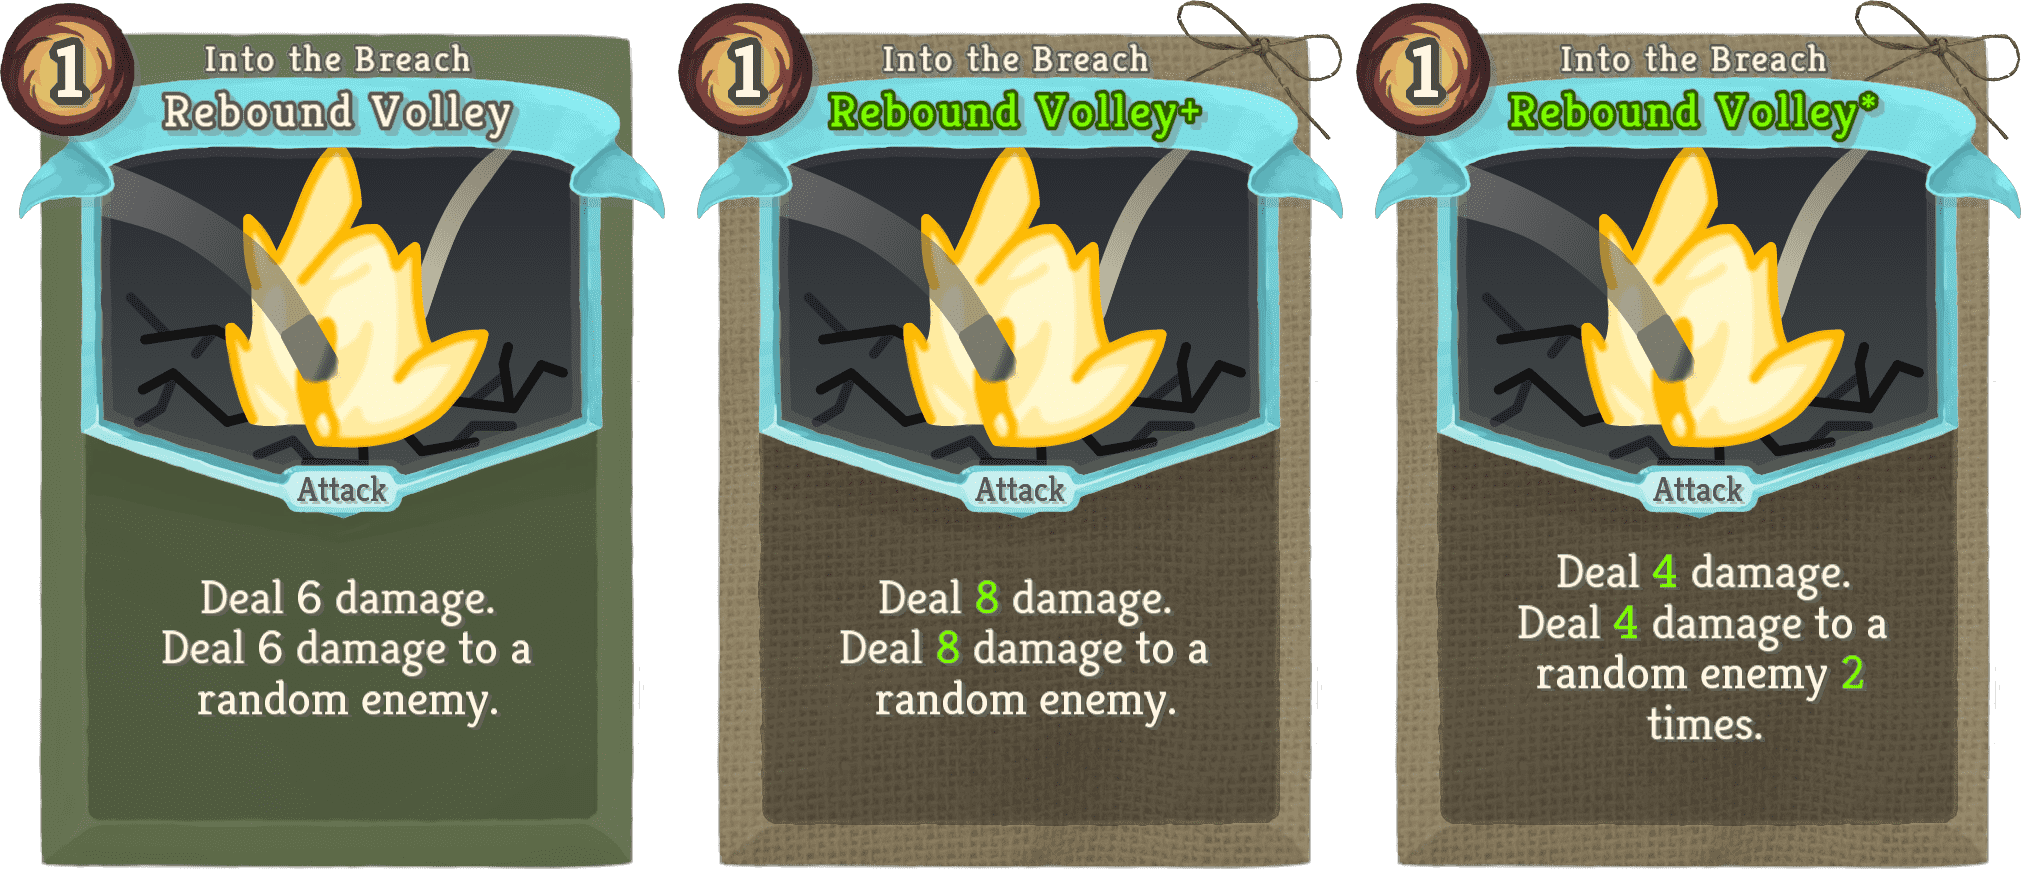 1
Into the Breach
Rebound Volley
Attack
Deal 6 damage.
Deal 6 damage to a
random enemy.
1
Into the Breach
Rebound Volley+
Attack
Deal 8 damage.
Deal 8 damage to a
random enemy.
1
Into the Breach
Rebound Volley*
Attack
Deal 4 damage.
Deal 4 damage to a
random enemy 2
times.